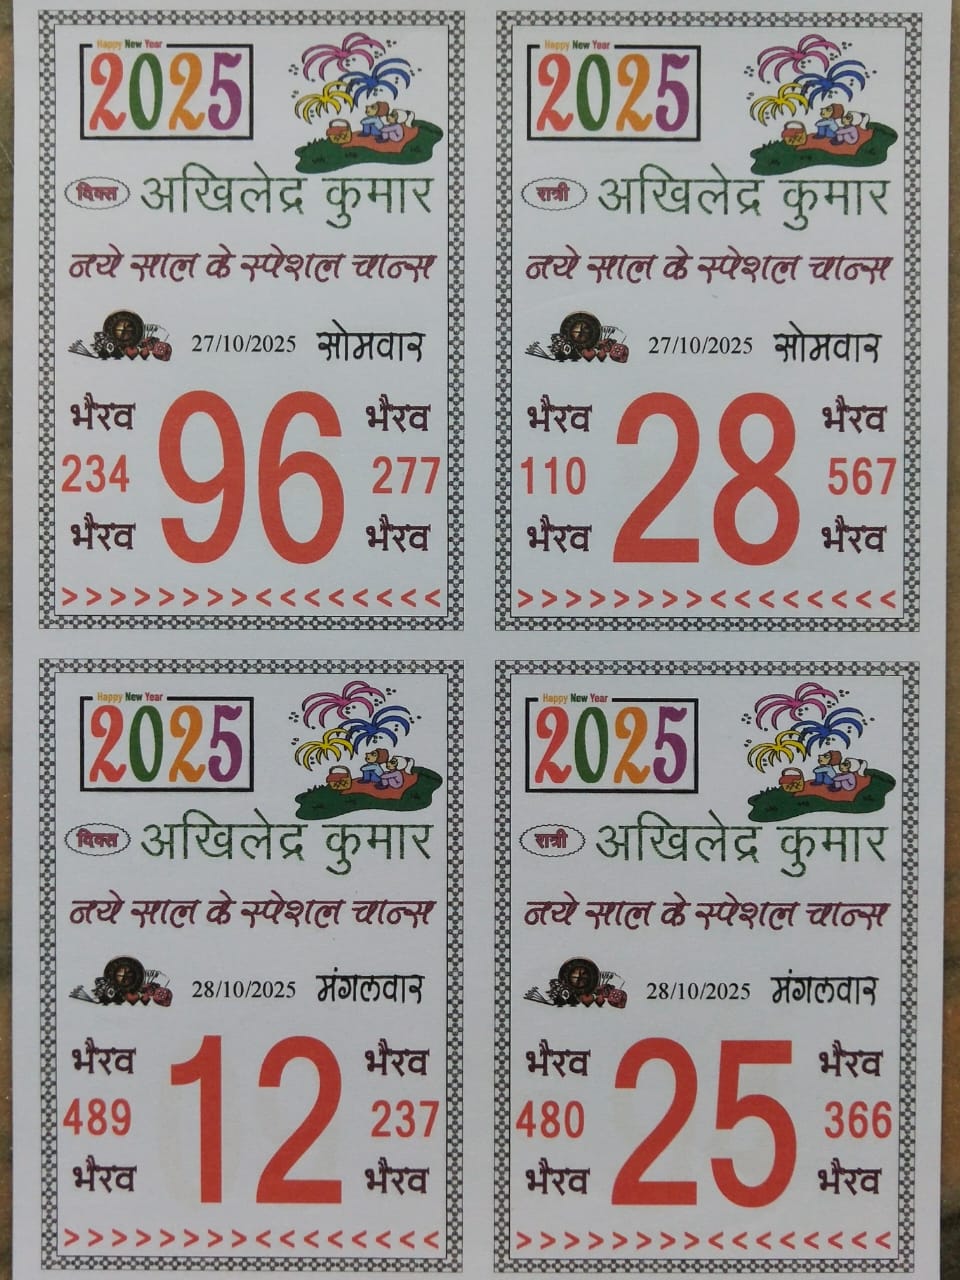 Happy New Year
2025
दिवस अखिलेद्र कुमार
नये साल के स्पेशल चान्स
27/10/2025 सोमवार
भैरव 96 भैरव
234 277
भैरव भैरव
>>>>>>>><<<<<<<<
Happy New Year
2025
रात्री अखिलेद्र कुमार
नये साल के स्पेशल चान्स
27/10/2025 सोमवार
भैरव 28 भैरव
110 567
भैरव भैरव
>>>>>>>><<<<<<<<
Happy New Year
2025
दिवस अखिलेद्र कुमार
नये साल के स्पेशल चान्स
28/10/2025 मंगलवार
भैरव 12 भैरव
489 237
भैरव भैरव
>>>>>>>><<<<<<<<
Happy New Year
2025
रात्री अखिलेद्र कुमार
नये साल के स्पेशल चान्स
28/10/2025 मंगलवार
भैरव 25 भैरव
480 366
भैरव भैरव
>>>>>>>><<<<<<<<